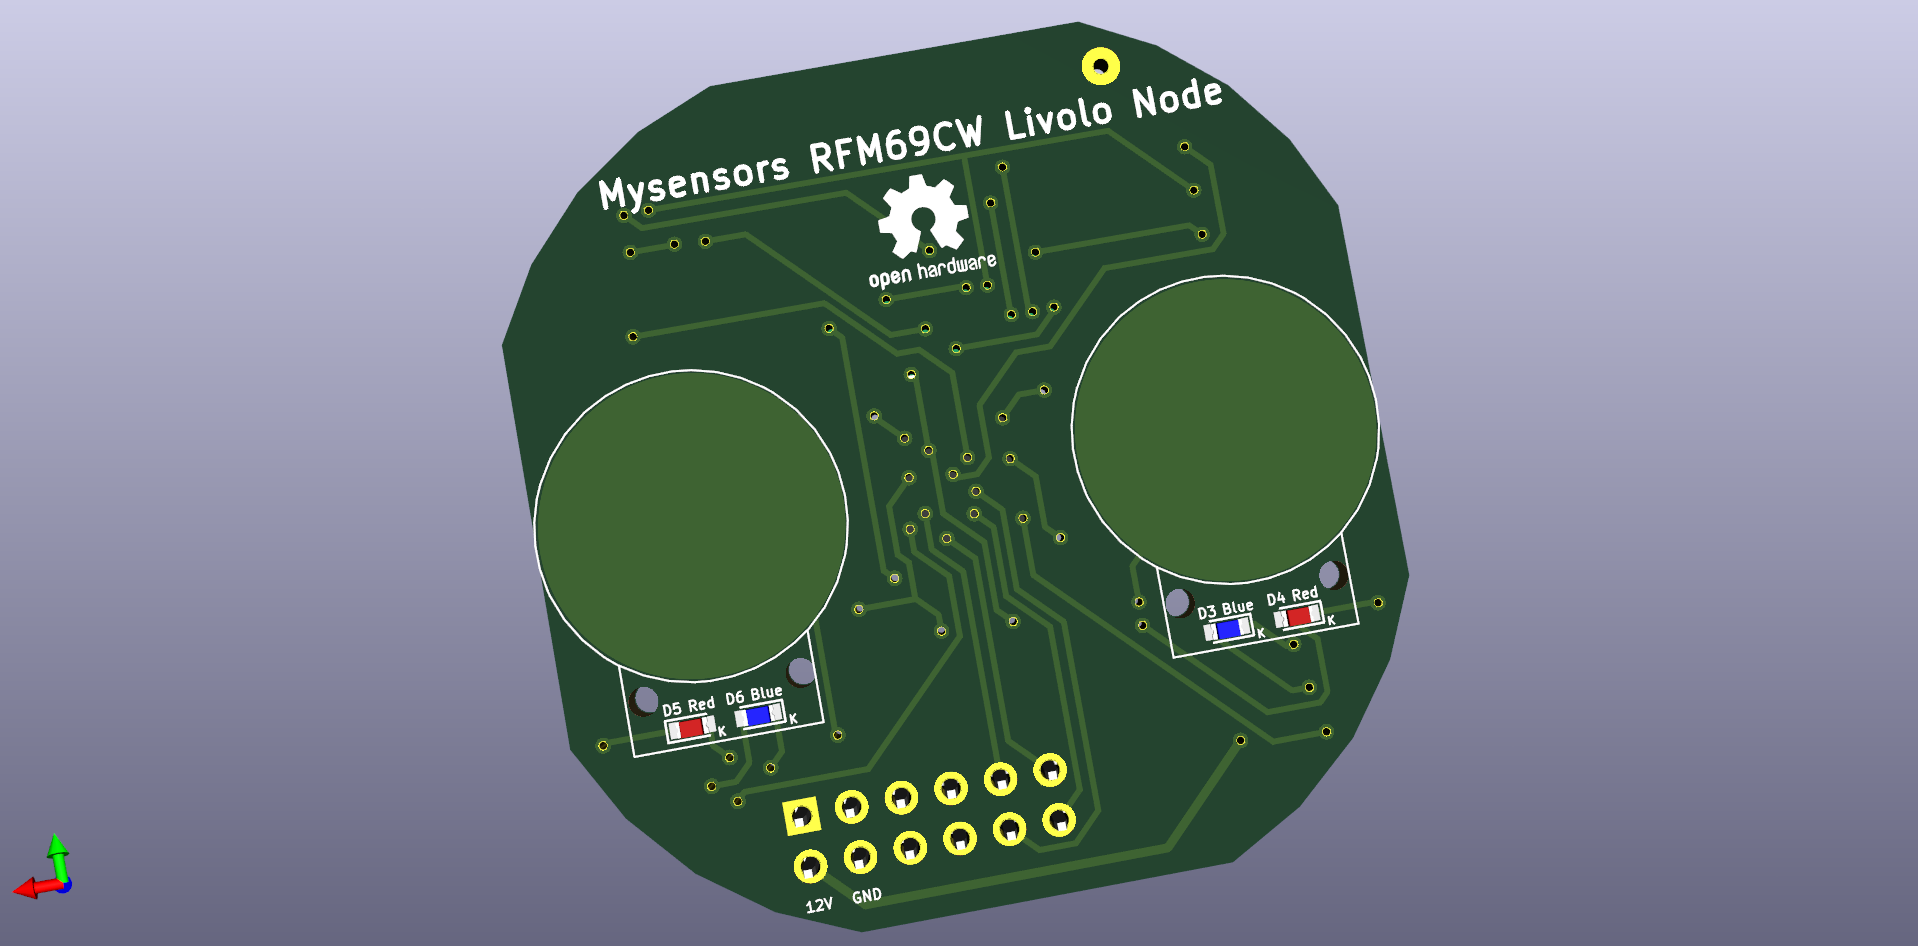 Mysensors RFM69CW Livolo Node
open hardware
D3 Blue
D4 Red
K
K
D5 Red
D6 Blue
K
K
12V
GND